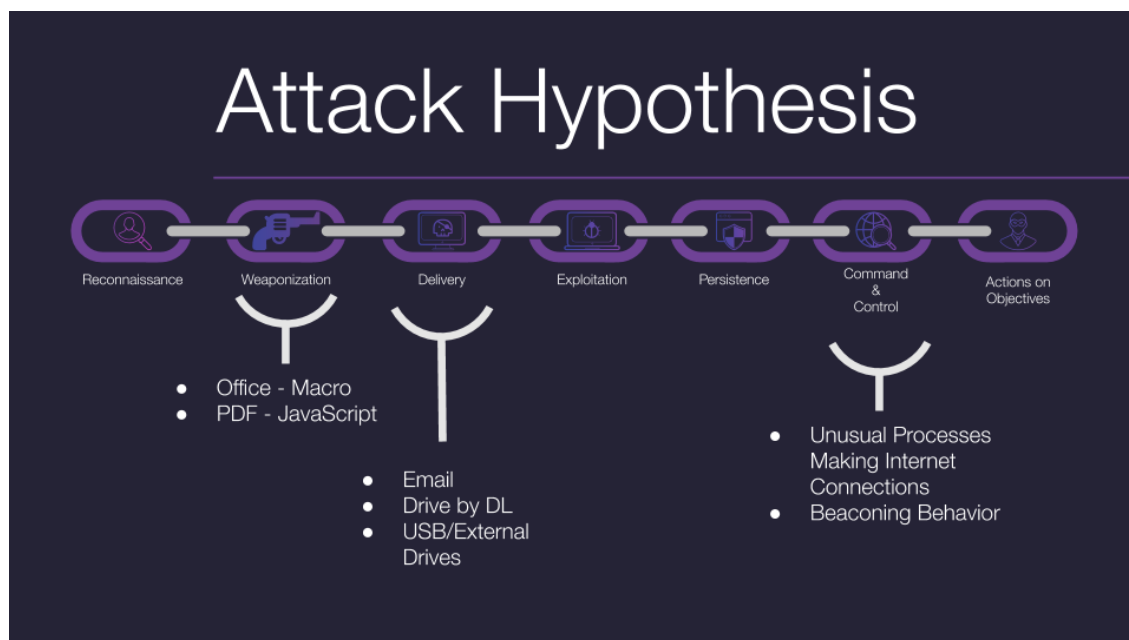 Attack Hypothesis
Reconnaissance
Weaponization
Delivery
Exploitation
Persistence
Command
&
Control
Actions on
Objectives
● Office - Macro
● PDF - JavaScript
● Email
● Drive by DL
● USB/External
Drives
● Unusual Processes
Making Internet
Connections
● Beaconing Behavior